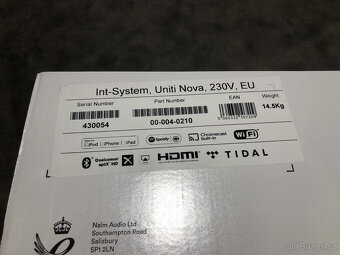 Int-System, Uniti Nova, 230V, EU
Serial Number
Part Number
EAN
Weight
430054
00-004-0210
14.5Kg
iPod iPhone iPad
Spotify
Chromecast built-in
Wi Fi
Qualcomm aptX HD
HDMI
TIDAL
Naim Audio Ltd
Southampton Road
Salisbury
SP1 2LN